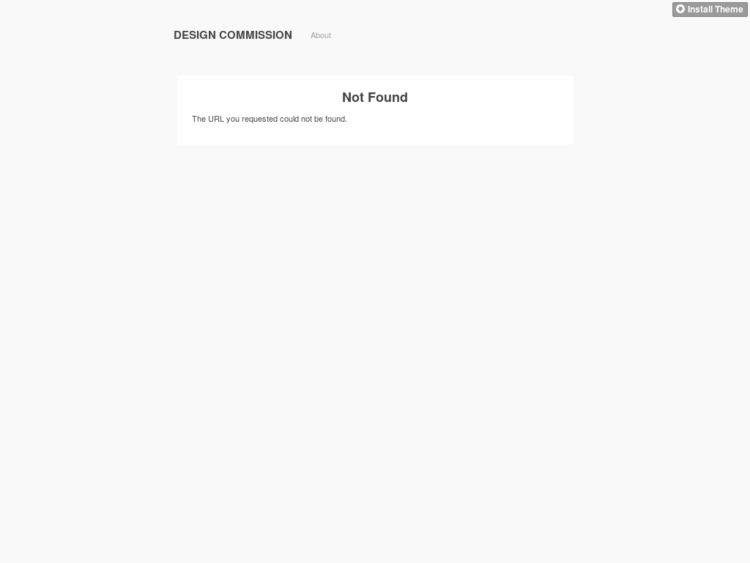 Install Theme
DESIGN COMMISSION About
Not Found
The URL you requested could not be found.